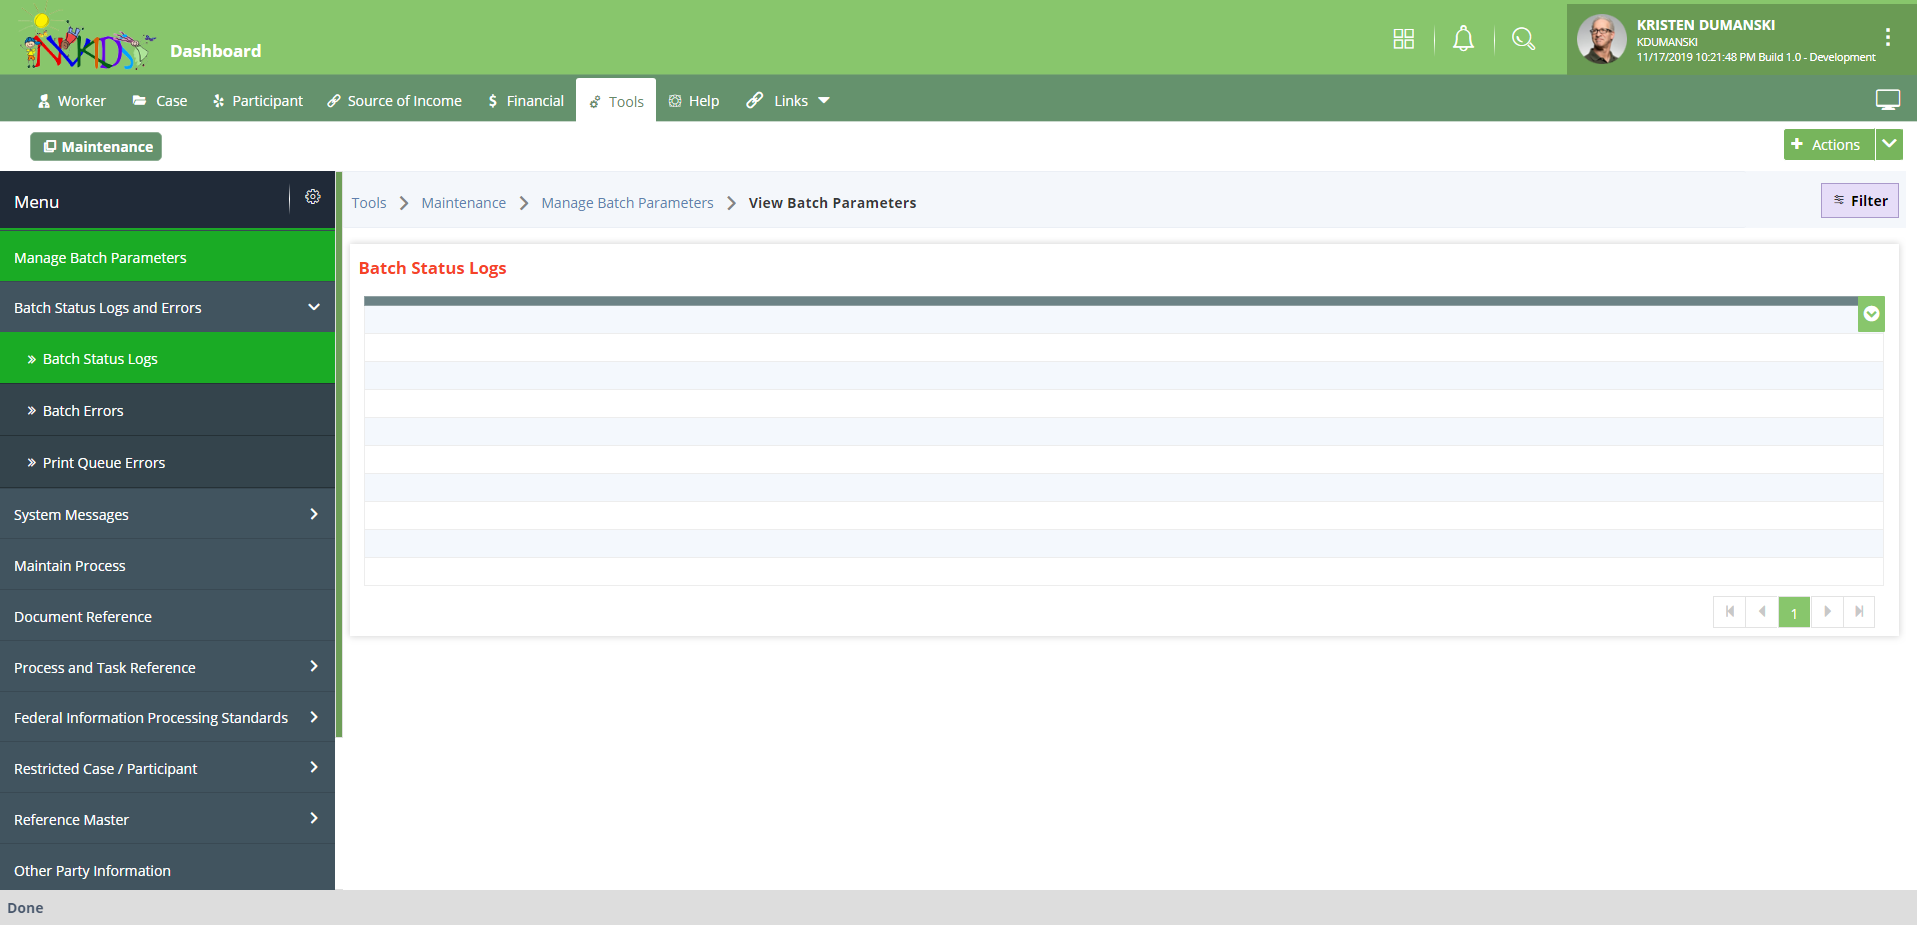 NVKIDS
Dashboard
KRISTEN DUMANSKI
KDUMANSKI
11/17/2019 10:21:48 PM Build 1.0 - Development
Worker Case Participant Source of Income $ Financial Tools Help Links
Maintenance
+ Actions
Menu
Tools > Maintenance > Manage Batch Parameters > View Batch Parameters
Filter
Manage Batch Parameters
Batch Status Logs and Errors
» Batch Status Logs
» Batch Errors
» Print Queue Errors
System Messages
Maintain Process
Document Reference
Process and Task Reference
Federal Information Processing Standards
Restricted Case / Participant
Reference Master
Other Party Information
Batch Status Logs
1
Done